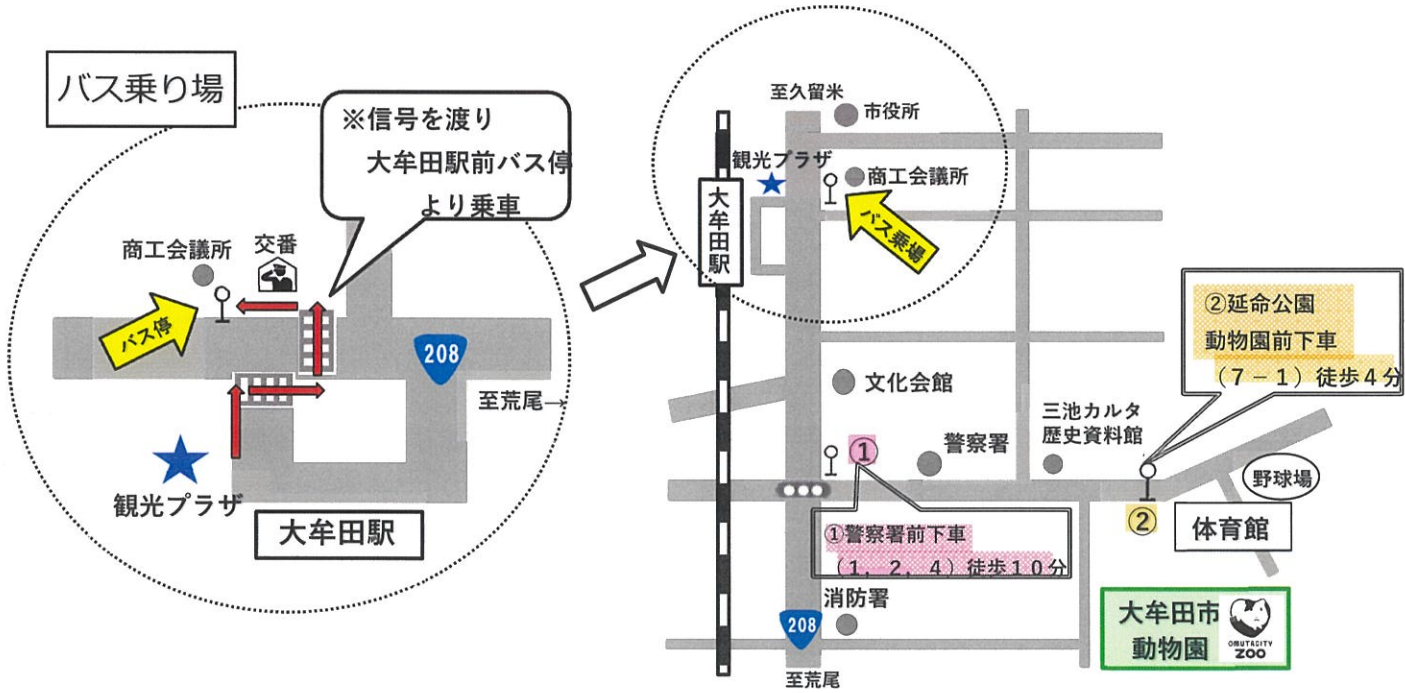 バス乗り場
※信号を渡り
大牟田駅前バス停
より乗車
商工会議所
交番
バス停
208
至荒尾→
観光プラザ
大牟田駅
至久留米
市役所
観光プラザ
商工会議所
大牟田駅
バス乗場
②延命公園
動物園前下車
(7-1)徒歩4分
文化会館
三池カルタ
歴史資料館
①
警察署
野球場
②
体育館
①警察署前下車
(1,2,4)徒歩10分
消防署
208
大牟田市
動物園
OMUTACITY
ZOO
至荒尾